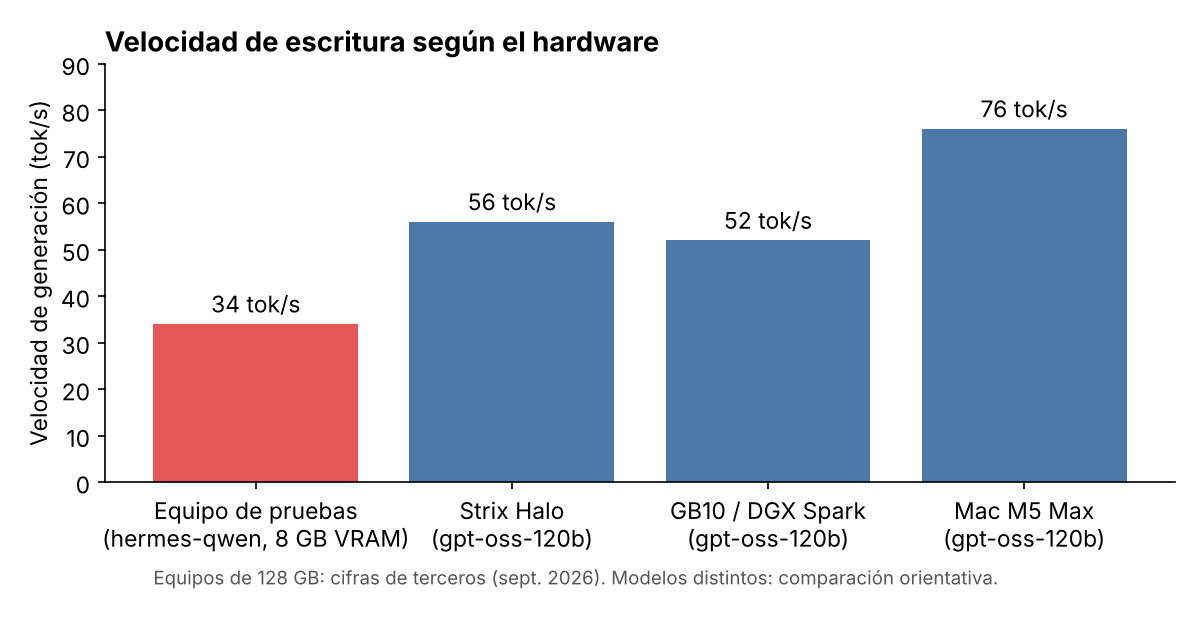 Velocidad de escritura según el hardware
Velocidad de generación (tok/s)
90
80
70
60
50
40
30
20
10
0
34 tok/s
56 tok/s
52 tok/s
76 tok/s
Equipo de pruebas
(hermes-qwen, 8 GB VRAM)
Strix Halo
(gpt-oss-120b)
GB10 / DGX Spark
(gpt-oss-120b)
Mac M5 Max
(gpt-oss-120b)
Equipos de 128 GB: cifras de terceros (sept. 2026). Modelos distintos: comparación orientativa.